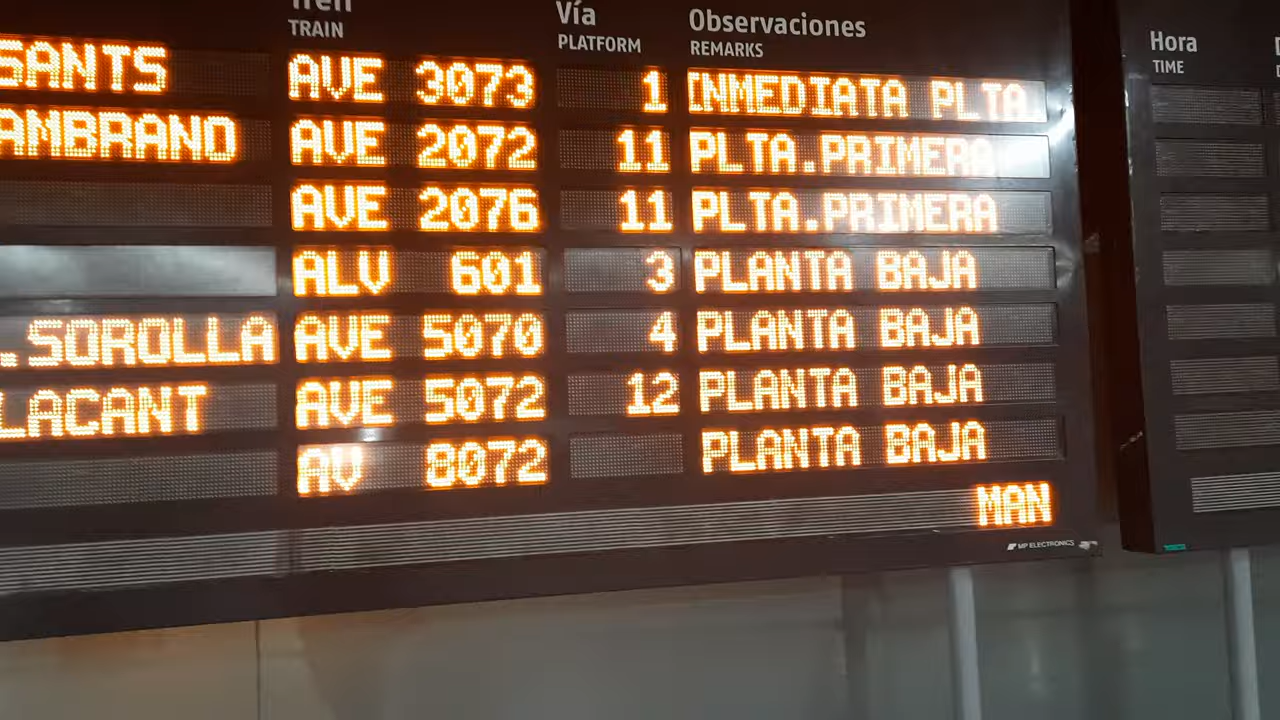 Tren Vía Observaciones
TRAIN PLATFORM REMARKS
Hora
TIME
SANTS AVE 3073 1 INMEDIATA PLTA.
AMBRANO AVE 2072 11 PLTA.PRIMERA
AVE 2076 11 PLTA.PRIMERA
ALV 601 3 PLANTA BAJA
.SOROLLA AVE 5070 4 PLANTA BAJA
LACANT AVE 5072 12 PLANTA BAJA
AV 8072 PLANTA BAJA
MAN
MP ELECTRONICS